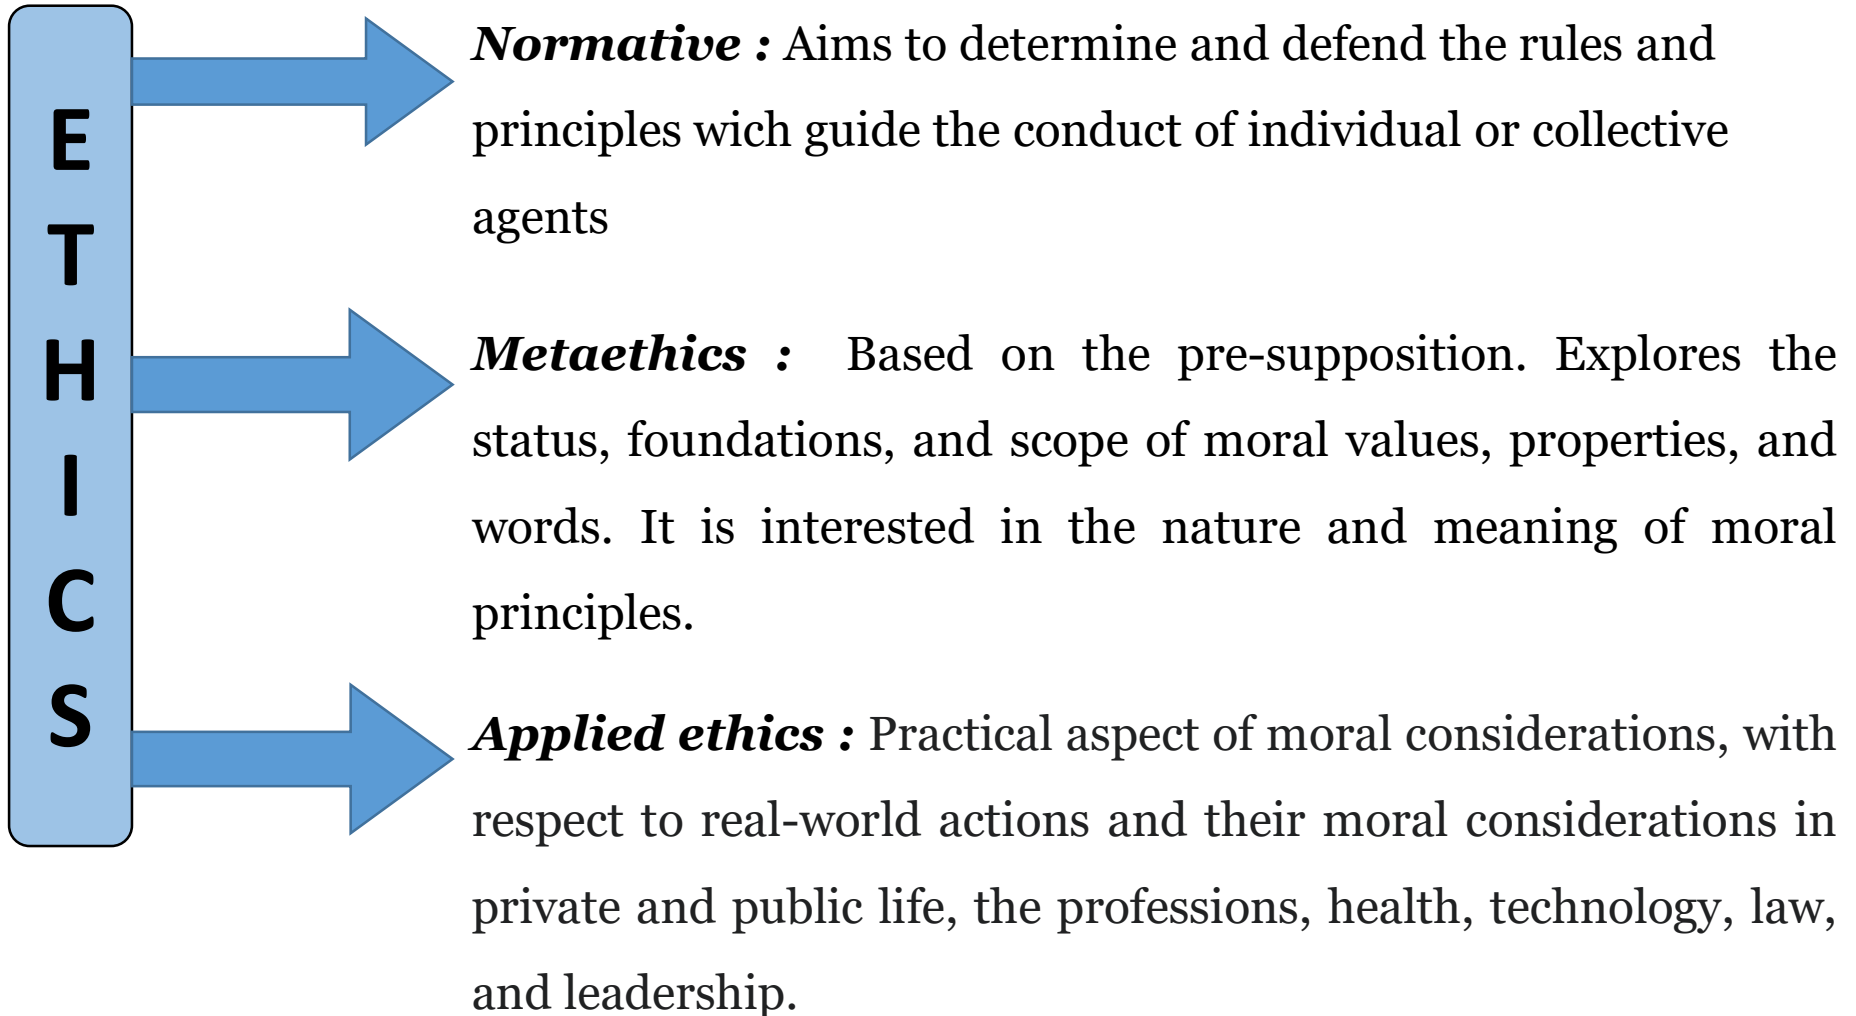 E
T
H
I
C
S
Normative : Aims to determine and defend the rules and
principles wich guide the conduct of individual or collective
agents
Metaethics : Based on the pre-supposition. Explores the
status, foundations, and scope of moral values, properties, and
words. It is interested in the nature and meaning of moral
principles.
Applied ethics : Practical aspect of moral considerations, with
respect to real-world actions and their moral considerations in
private and public life, the professions, health, technology, law,
and leadership.